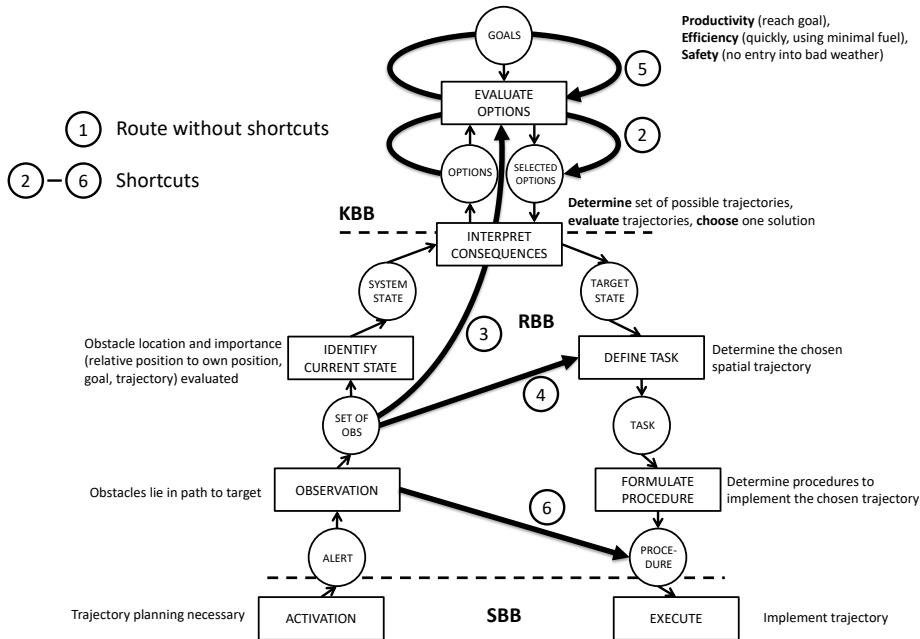 GOALS
Productivity (reach goal),
Efficiency (quickly, using minimal fuel),
Safety (no entry into bad weather)
5
EVALUATE
OPTIONS
1 Route without shortcuts
2 – 6 Shortcuts
2
OPTIONS
SELECTED
OPTIONS
Determine set of possible trajectories,
evaluate trajectories, choose one solution
KBB
INTERPRET
CONSEQUENCES
SYSTEM
STATE
TARGET
STATE
3
RBB
Obstacle location and importance
(relative position to own position,
goal, trajectory) evaluated
IDENTIFY
CURRENT STATE
DEFINE TASK
Determine the chosen
spatial trajectory
4
SET OF
OBS
TASK
Obstacles lie in path to target
OBSERVATION
FORMULATE
PROCEDURE
Determine procedures to
implement the chosen trajectory
6
ALERT
PROCE-
DURE
Trajectory planning necessary
ACTIVATION
SBB
EXECUTE
Implement trajectory